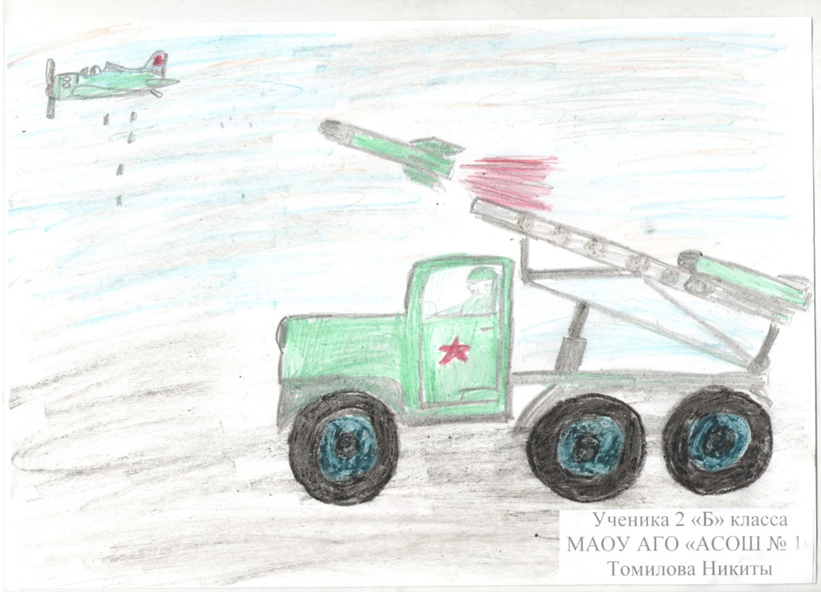 Ученика 2 «Б» класса
МАОУ АГО «АСОШ № 1»
Томилова Никиты